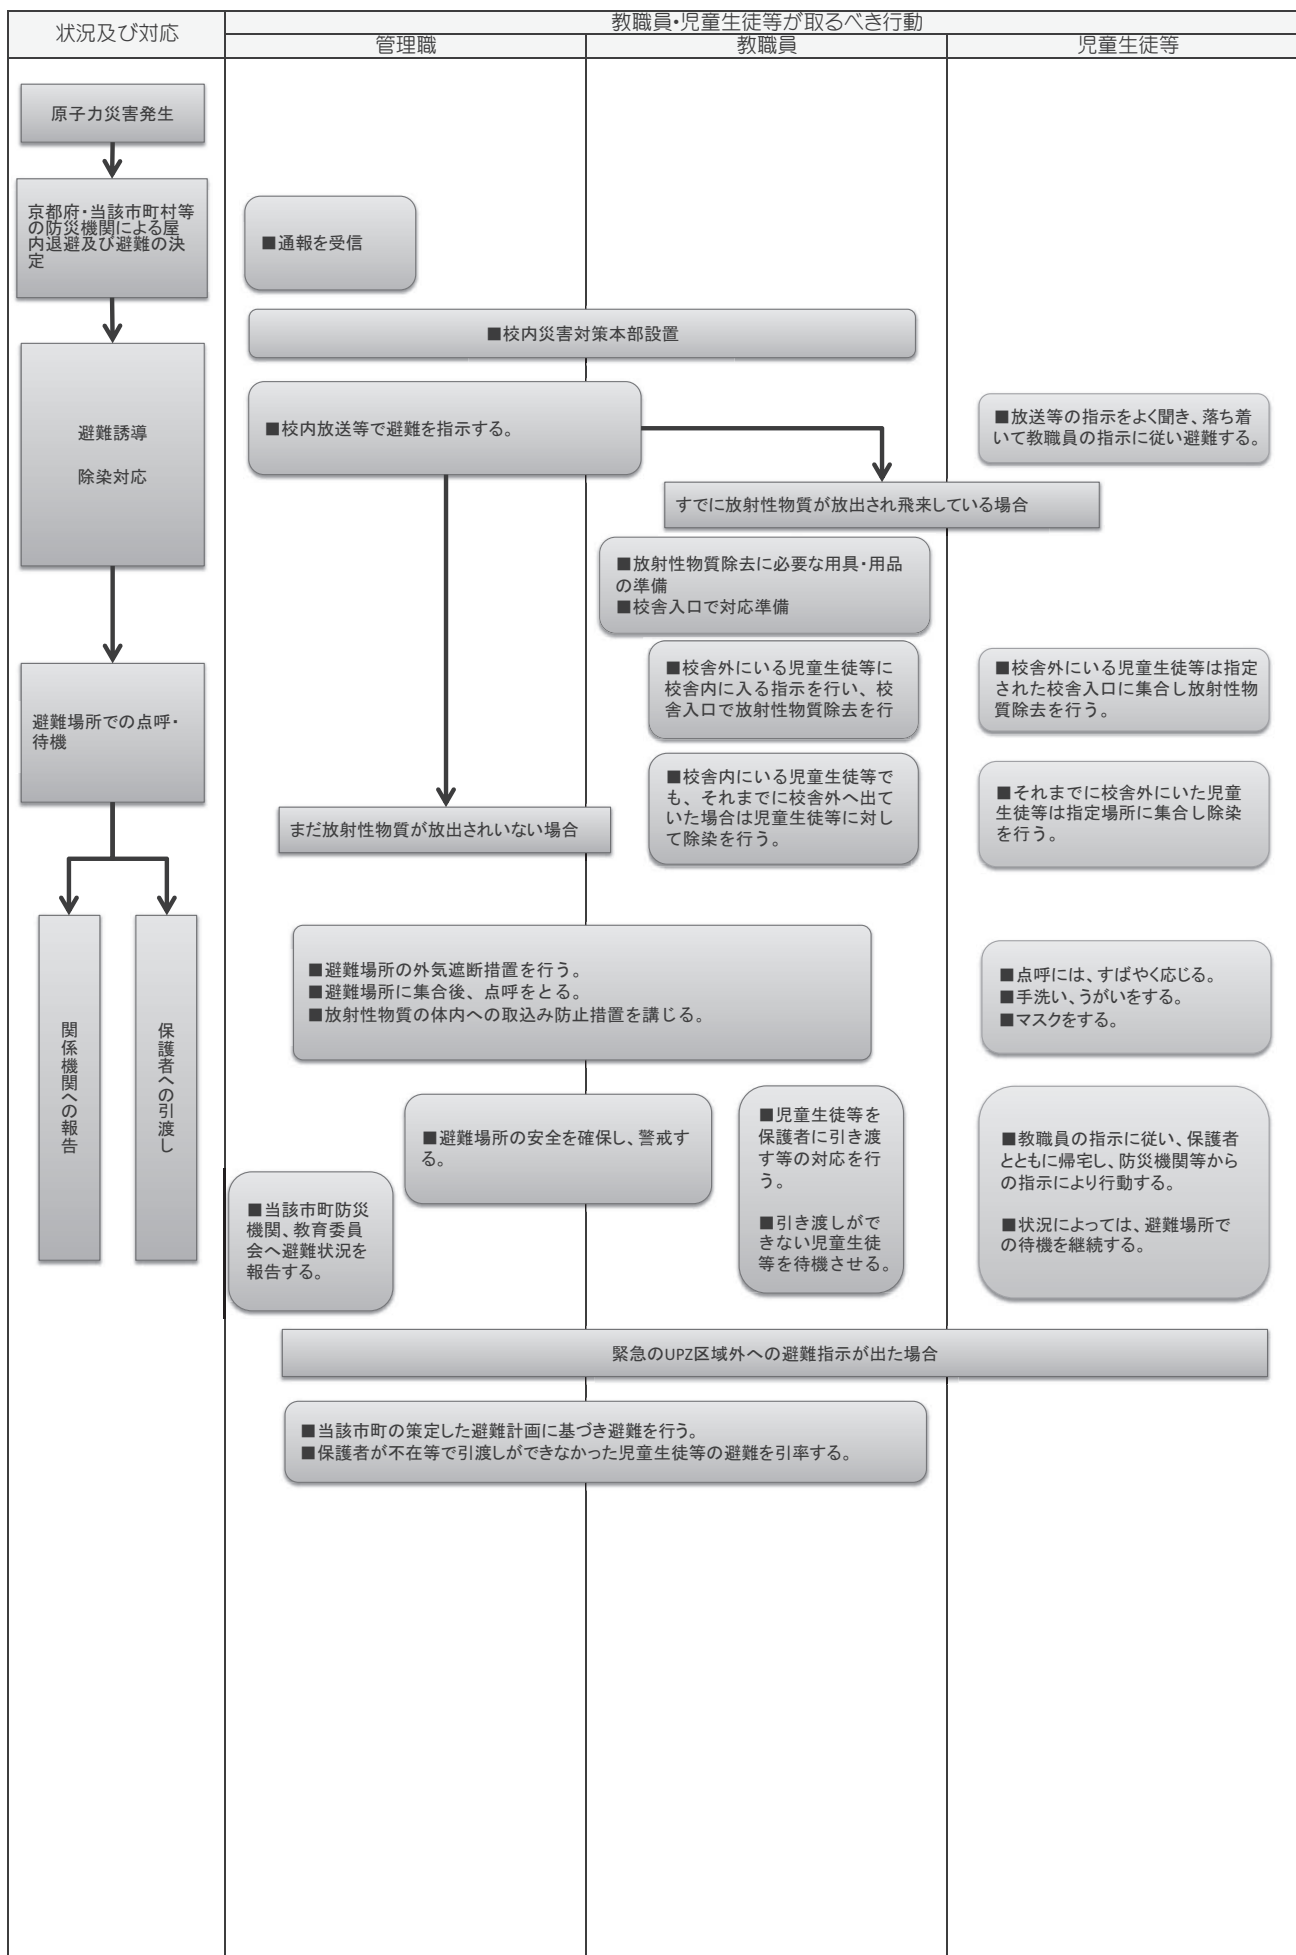 状況及び対応
教職員・児童生徒等が取るべき行動
管理職
教職員
児童生徒等
原子力災害発生
京都府・当該市町村等
の防災機関による屋
内退避及び避難の決
定
■通報を受信
■校内災害対策本部設置
避難誘導
除染対応
■校内放送等で避難を指示する。
■放送等の指示をよく聞き、落ち着
いて教職員の指示に従い避難する。
すでに放射性物質が放出され飛来している場合
■放射性物質除去に必要な用具・用品
の準備
■校舎入口で対応準備
■校舎外にいる児童生徒等に
校舎内に入る指示を行い、校
舎入口で放射性物質除去を行
■校舎外にいる児童生徒等は指定
された校舎入口に集合し放射性物
質除去を行う。
避難場所での点呼・
待機
■校舎内にいる児童生徒等で
も、それまでに校舎外へ出て
いた場合は児童生徒等に対し
て除染を行う。
■それまでに校舎外にいた児童
生徒等は指定場所に集合し除染
を行う。
まだ放射性物質が放出されいない場合
関係機関への報告
保護者への引渡し
■避難場所の外気遮断措置を行う。
■避難場所に集合後、点呼をとる。
■放射性物質の体内への取込み防止措置を講じる。
■点呼には、すばやく応じる。
■手洗い、うがいをする。
■マスクをする。
■避難場所の安全を確保し、警戒す
る。
■児童生徒等を
保護者に引き渡
す等の対応を行
う。
■引き渡しがで
きない児童生徒
等を待機させる。
■教職員の指示に従い、保護者
とともに帰宅し、防災機関等から
の指示により行動する。
■状況によっては、避難場所で
の待機を継続する。
■当該市町防災
機関、教育委員
会へ避難状況を
報告する。
緊急のUPZ区域外への避難指示が出た場合
■当該市町の策定した避難計画に基づき避難を行う。
■保護者が不在等で引渡しができなかった児童生徒等の避難を引率する。